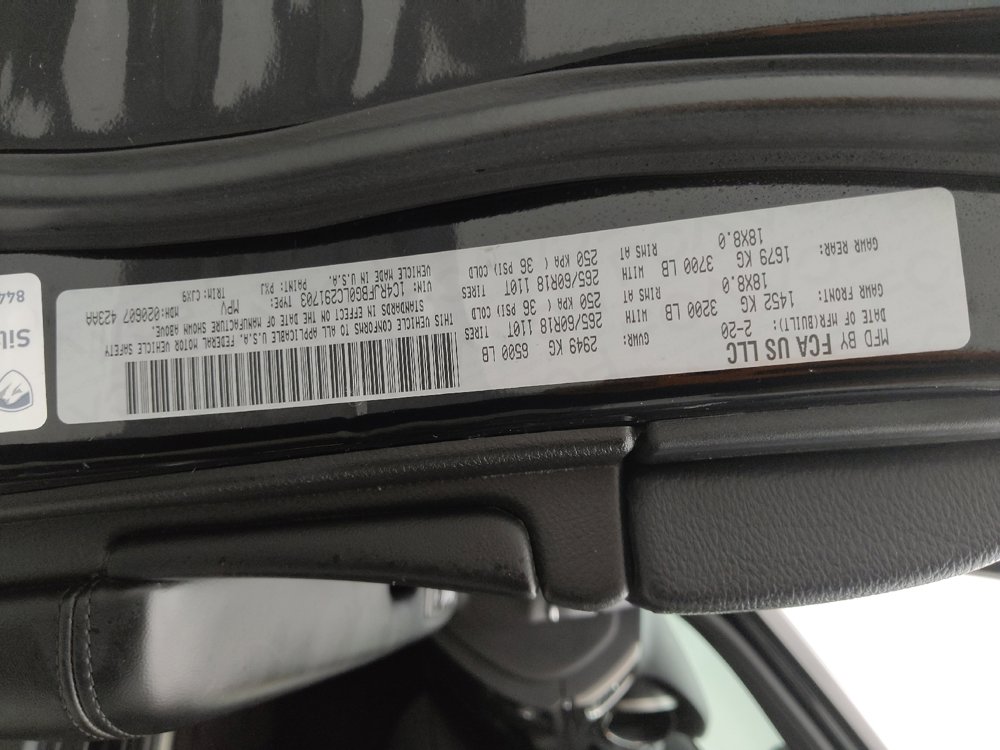 MFD BY FCA US LLC
DATE OF MFR(BUILT): 2-20 GVWR: 2949 KG 6500 LB
GAWR FRONT: 1452 KG 3200 LB WITH 265/60R18 110T TIRES
18X8.0 RIMS AT 250 KPA ( 36 PSI) COLD
GAWR REAR: 1679 KG 3700 LB WITH 265/60R18 110T TIRES
18X8.0 RIMS AT 250 KPA ( 36 PSI) COLD
THIS VEHICLE CONFORMS TO ALL APPLICABLE U.S.A. FEDERAL MOTOR VEHICLE SAFETY
STANDARDS IN EFFECT ON THE DATE OF MANUFACTURE SHOWN ABOVE.
VIN: 1C4RJFBG0LC291703 TYPE: MPV MDH: 020607 423AA
PAINT: PXJ TRIM: CJX9
VEHICLE MADE IN U.S.A.
844